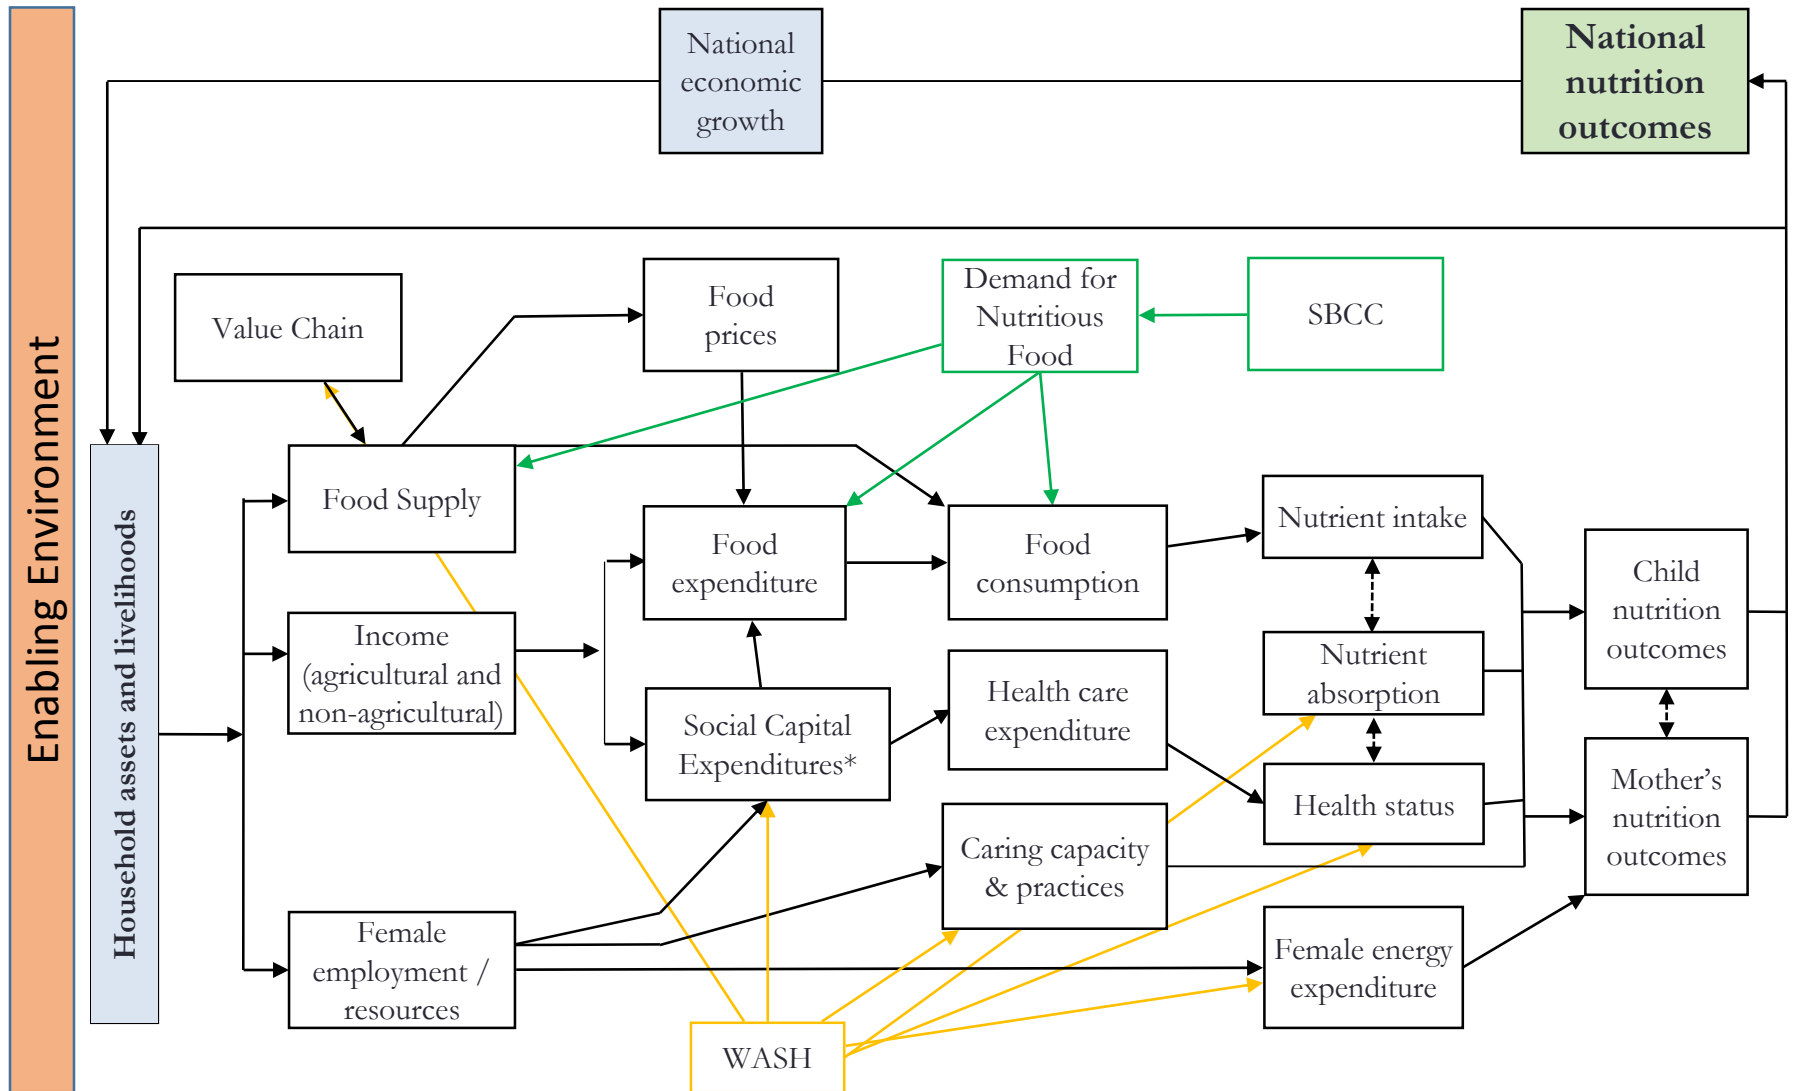 Enabling Environment
National
economic
growth
National
nutrition
outcomes
Household assets and livelihoods
Value Chain
Food
prices
Demand for
Nutritious
Food
SBCC
Food Supply
Food
expenditure
Food
consumption
Nutrient intake
Child
nutrition
outcomes
Income
(agricultural and
non-agricultural)
Social Capital
Expenditures*
Health care
expenditure
Nutrient
absorption
Health status
Mother’s
nutrition
outcomes
Caring capacity
& practices
Female
employment /
resources
Female energy
expenditure
WASH